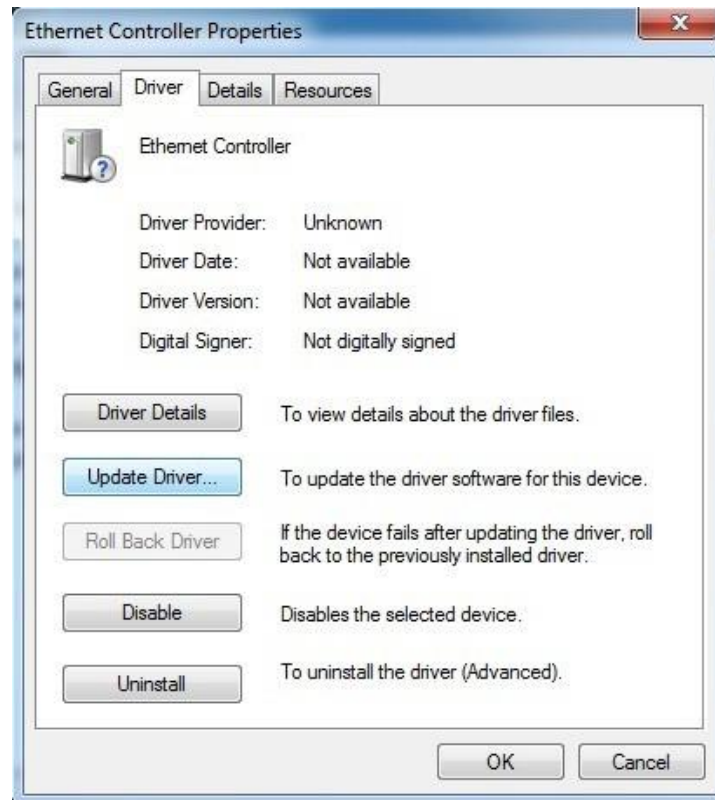 Ethernet Controller Properties
General Driver Details Resources
Ethernet Controller
Driver Provider: Unknown
Driver Date: Not available
Driver Version: Not available
Digital Signer: Not digitally signed
Driver Details To view details about the driver files.
Update Driver... To update the driver software for this device.
Roll Back Driver If the device fails after updating the driver, roll
back to the previously installed driver.
Disable Disables the selected device.
Uninstall To uninstall the driver (Advanced).
OK Cancel